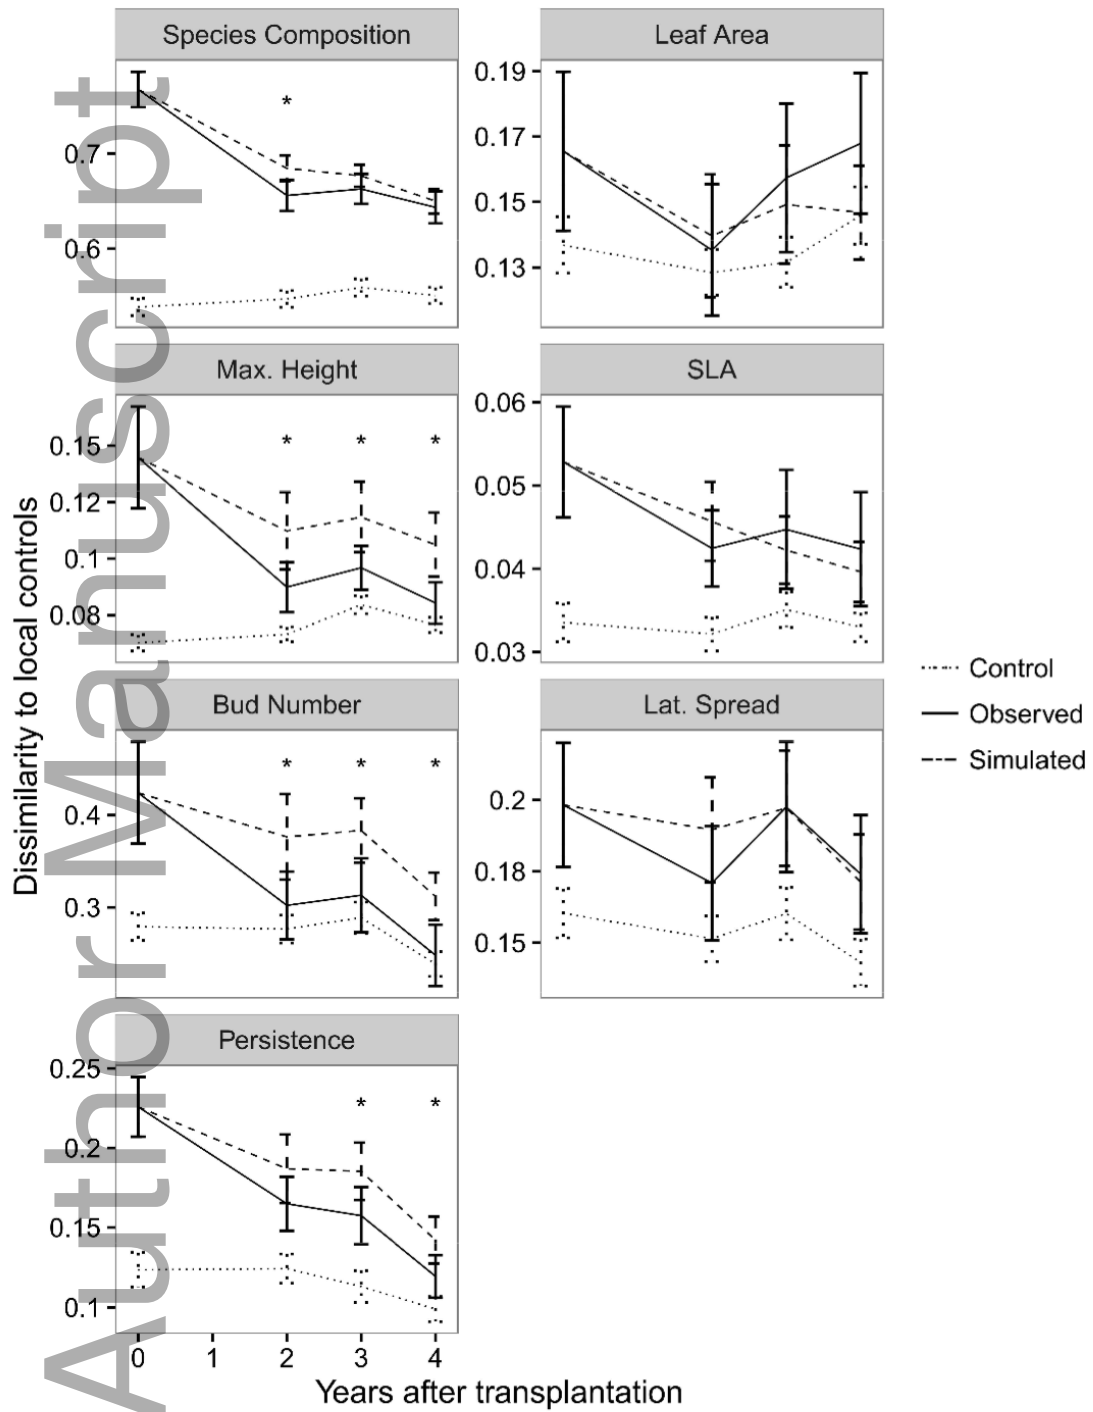 Species Composition
Leaf Area
0.7
0.6
*
0.19
0.17
0.15
0.13
Max. Height
SLA
0.15
0.12
0.1
0.08
* * *
0.06
0.05
0.04
0.03
Bud Number
Lat. Spread
0.4
0.3
* * *
0.2
0.18
0.15
Persistence
0.25
0.2
0.15
0.1
* *
0 1 2 3 4
Years after transplantation
Dissimilarity to local controls
Control
Observed
Simulated
Author Manuscript